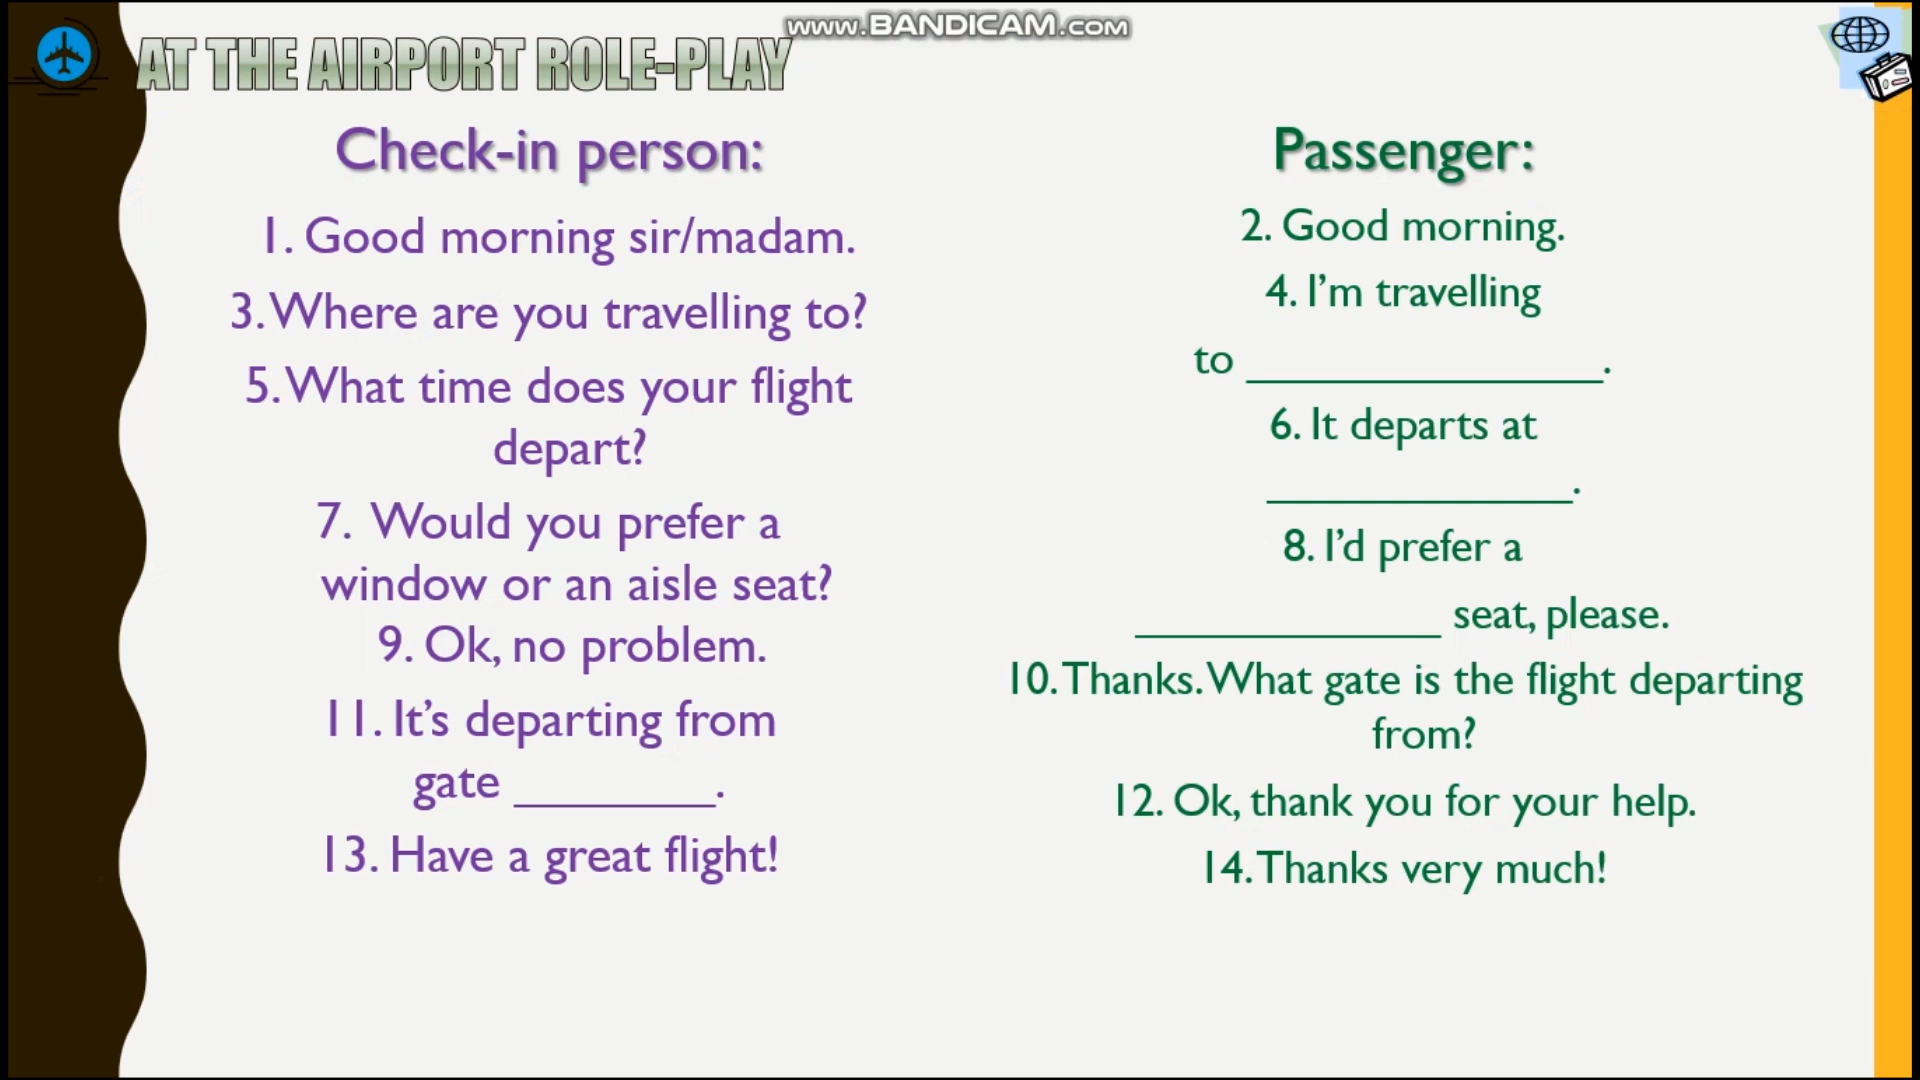 www.BANDICAM.com
AT THE AIRPORT ROLE-PLAY
Check-in person:
1. Good morning sir/madam.
3. Where are you travelling to?
5. What time does your flight
depart?
7. Would you prefer a
window or an aisle seat?
9. Ok, no problem.
11. It's departing from
gate ________.
13. Have a great flight!
Passenger:
2. Good morning.
4. I'm travelling
to ______________.
6. It departs at
____________.
8. I'd prefer a
____________ seat, please.
10. Thanks. What gate is the flight departing
from?
12. Ok, thank you for your help.
14. Thanks very much!